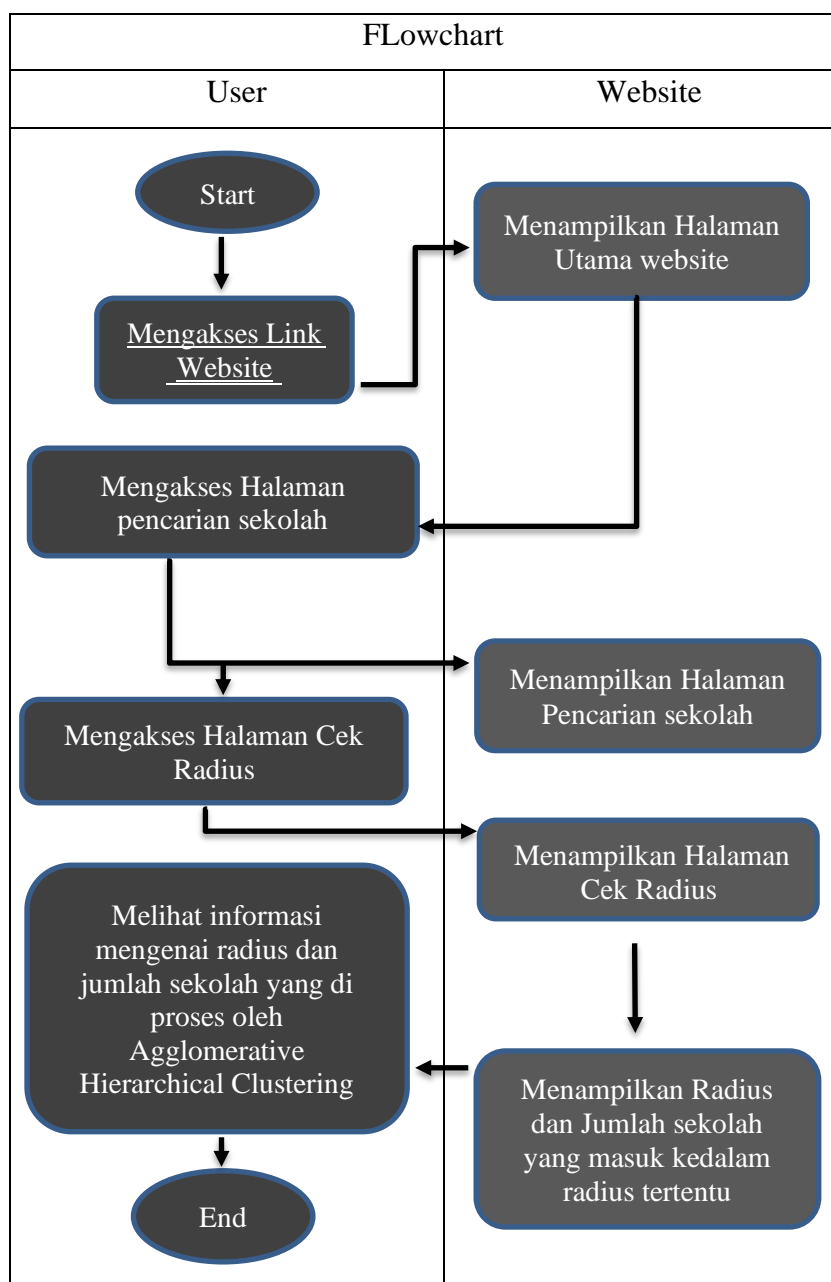 FLowchart
User
Website
Start
Menampilkan Halaman
Utama website
Mengakses Link
Website
Mengakses Halaman
pencarian sekolah
Menampilkan Halaman
Pencarian sekolah
Mengakses Halaman Cek
Radius
Menampilkan Halaman
Cek Radius
Melihat informasi
mengenai radius dan
jumlah sekolah yang di
proses oleh
Agglomerative
Hierarchical Clustering
Menampilkan Radius
dan Jumlah sekolah
yang masuk kedalam
radius tertentu
End